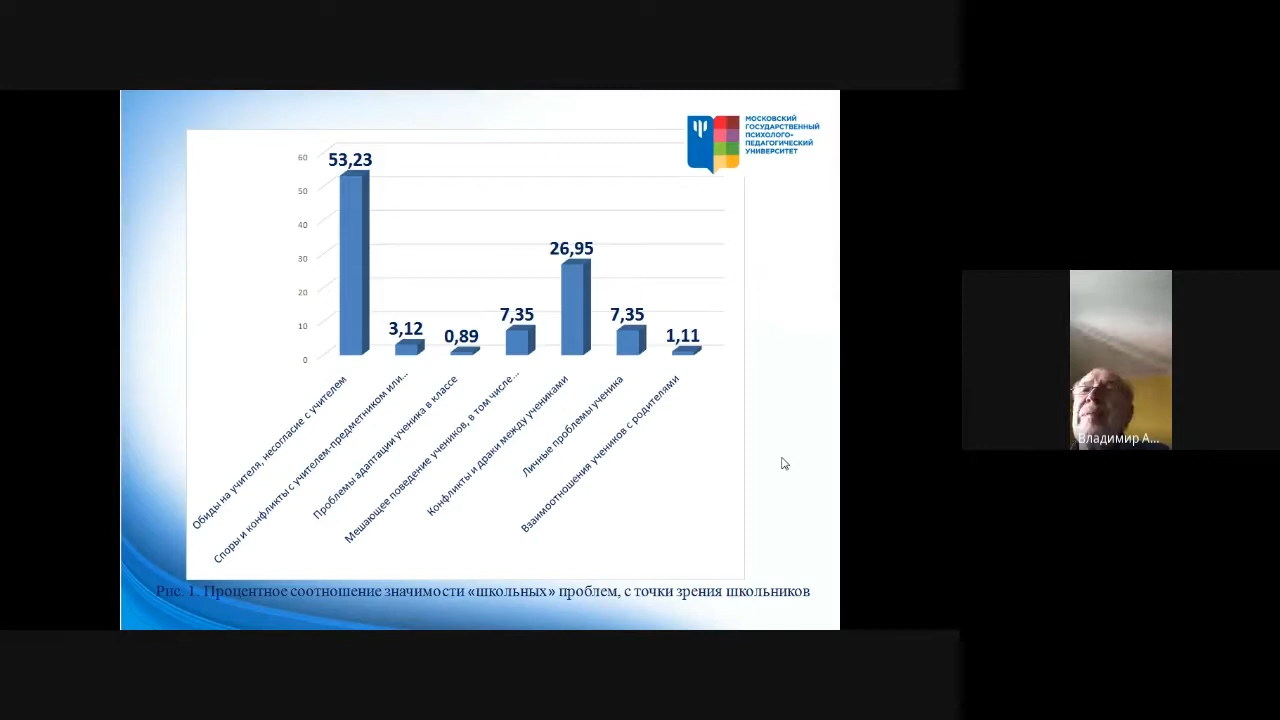 МОСКОВСКИЙ
ГОСУДАРСТВЕННЫЙ
ПСИХОЛОГО-
ПЕДАГОГИЧЕСКИЙ
УНИВЕРСИТЕТ
60
50
40
30
20
10
0
53,23
3,12
0,89
7,35
26,95
7,35
1,11
Обиды на учителя, несогласие с учителем
Споры и конфликты с учителем-предметником или...
Проблемы адаптации ученика в классе
Мешающее поведение учеников, в том числе...
Конфликты и драки между учениками
Личные проблемы ученика
Взаимоотношения учеников с родителями
Рис. 1. Процентное соотношение значимости «школьных» проблем, с точки зрения школьников
Владимир А...